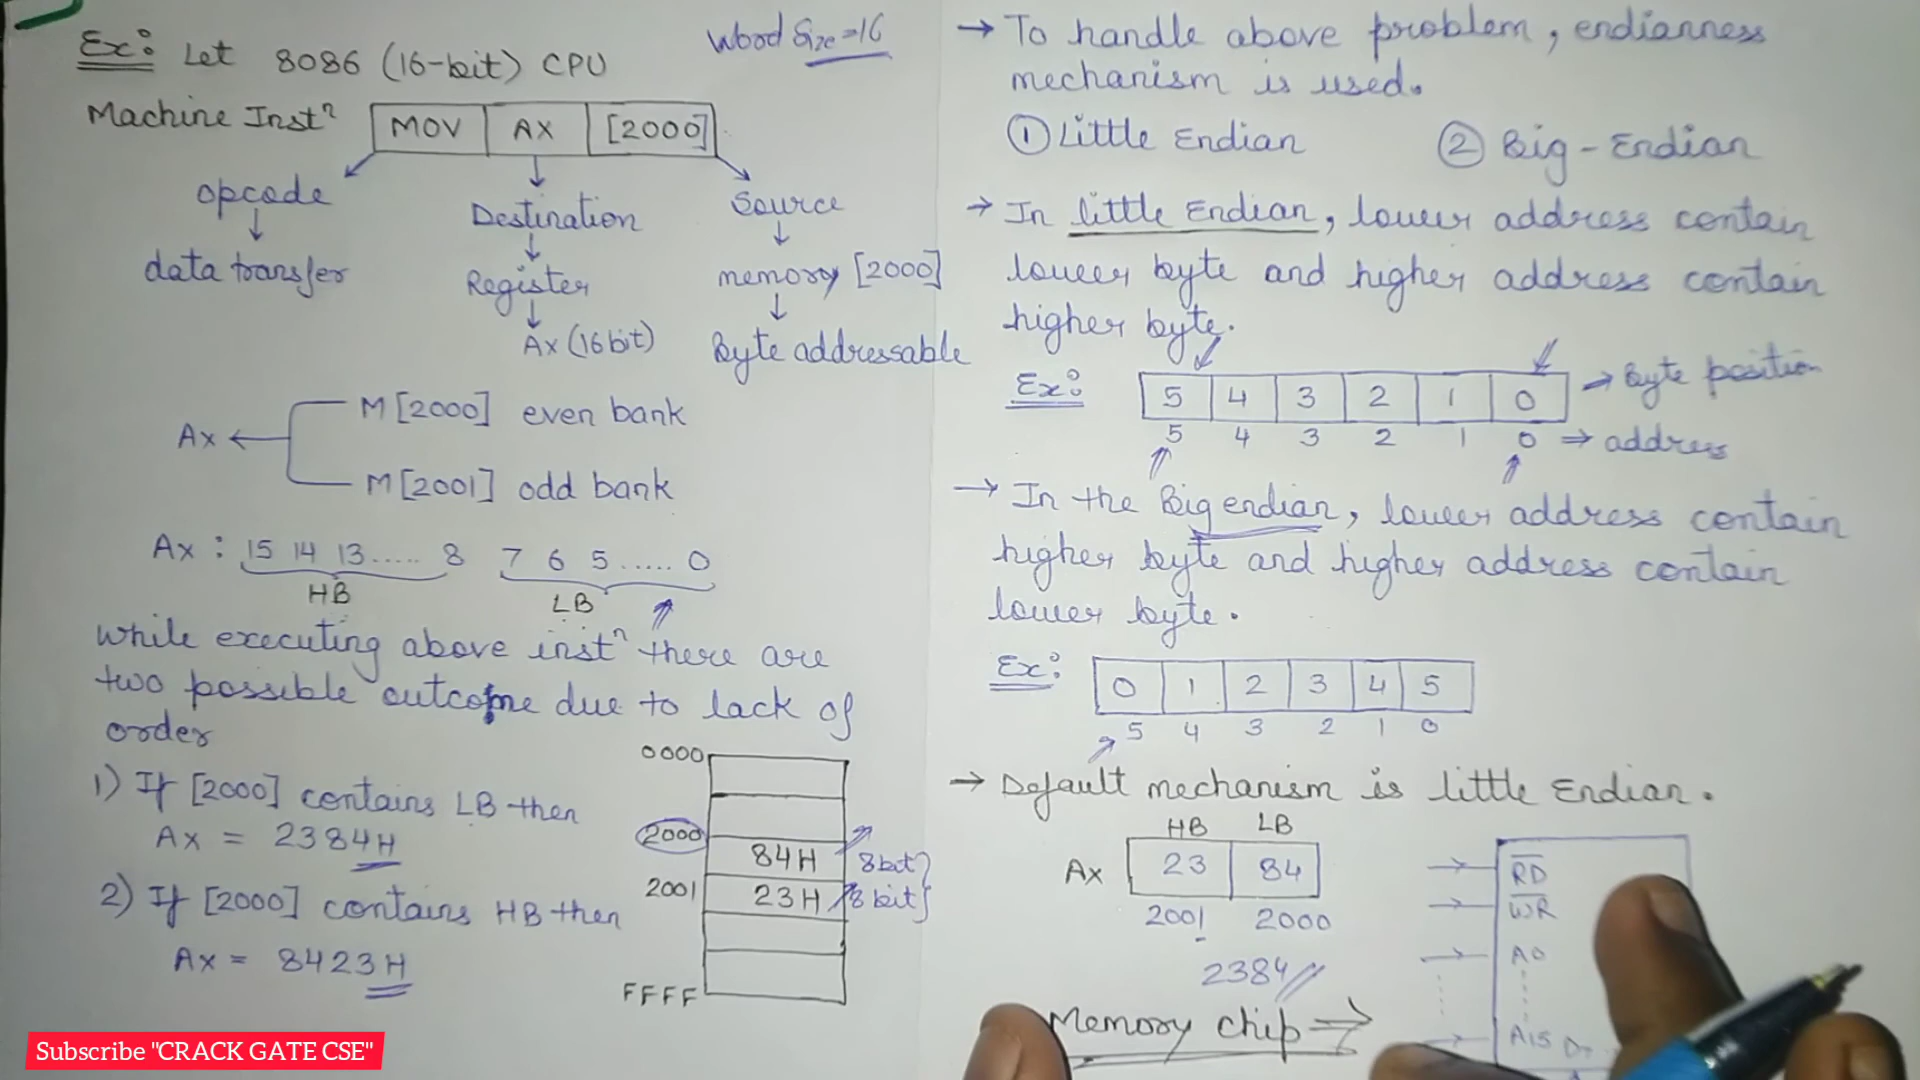 Ex: Let 8086 (16-bit) CPU
Word Size=16
Machine Instn MOV AX [2000]
opcode Destination Source
data transfer Register memory [2000]
AX (16 bit) Byte addressable
AX M[2000] even bank
M[2001] odd bank
AX : 15 14 13..... 8 7 6 5..... 0
HB LB
While executing above instn there are
two possible outcome due to lack of
order
1) If [2000] contains LB then
AX = 2384H
2) If [2000] contains HB then
AX = 8423H
0000
2000
84H 8bit
2001 23H 8 bit
FFFF
→ To handle above problem, endianness
mechanism is used.
① Little Endian ② Big-Endian
→ In little Endian, lower address contain
lower byte and higher address contain
higher byte.
Ex: 5 4 3 2 1 0 → Byte position
5 4 3 2 1 0 ⇒ address
→ In the Big endian, lower address contain
higher byte and higher address contain
lower byte.
Ex: 0 1 2 3 4 5
5 4 3 2 1 0
→ Default mechanism is little Endian.
HB LB
AX 23 84
2001 2000
2384
Memory chip ⇒
RD
WR
A0
A15
Subscribe "CRACK GATE CSE"